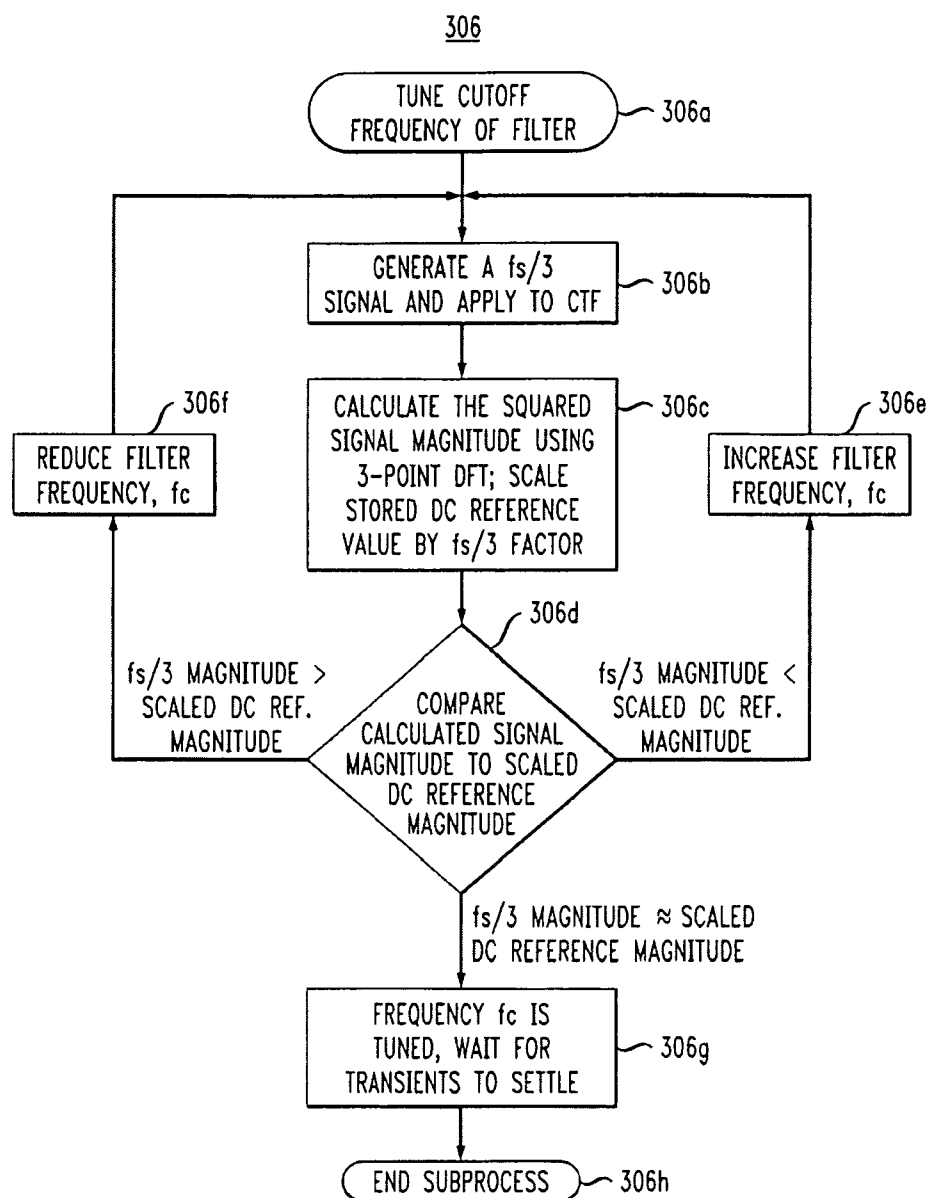 306
TUNE CUTOFF
FREQUENCY OF FILTER
306a
GENERATE A fs/3
SIGNAL AND APPLY TO CTF
306b
CALCULATE THE SQUARED
SIGNAL MAGNITUDE USING
3-POINT DFT; SCALE
STORED DC REFERENCE
VALUE BY fs/3 FACTOR
306c
306f
REDUCE FILTER
FREQUENCY, fc
306e
INCREASE FILTER
FREQUENCY, fc
306d
COMPARE
CALCULATED SIGNAL
MAGNITUDE TO SCALED
DC REFERENCE
MAGNITUDE
fs/3 MAGNITUDE >
SCALED DC REF.
MAGNITUDE
fs/3 MAGNITUDE <
SCALED DC REF.
MAGNITUDE
fs/3 MAGNITUDE ≈ SCALED
DC REFERENCE MAGNITUDE
FREQUENCY fc IS
TUNED, WAIT FOR
TRANSIENTS TO SETTLE
306g
END SUBPROCESS
306h